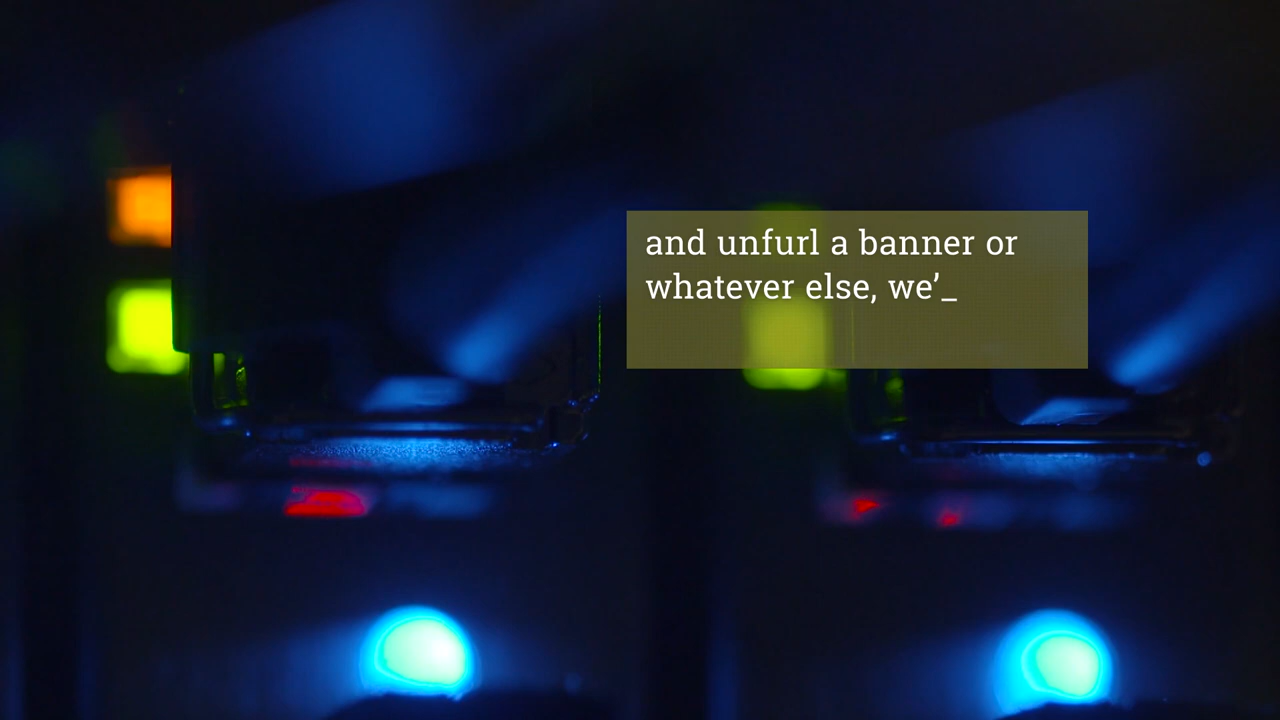 and unfurl a banner or
whatever else, we’_